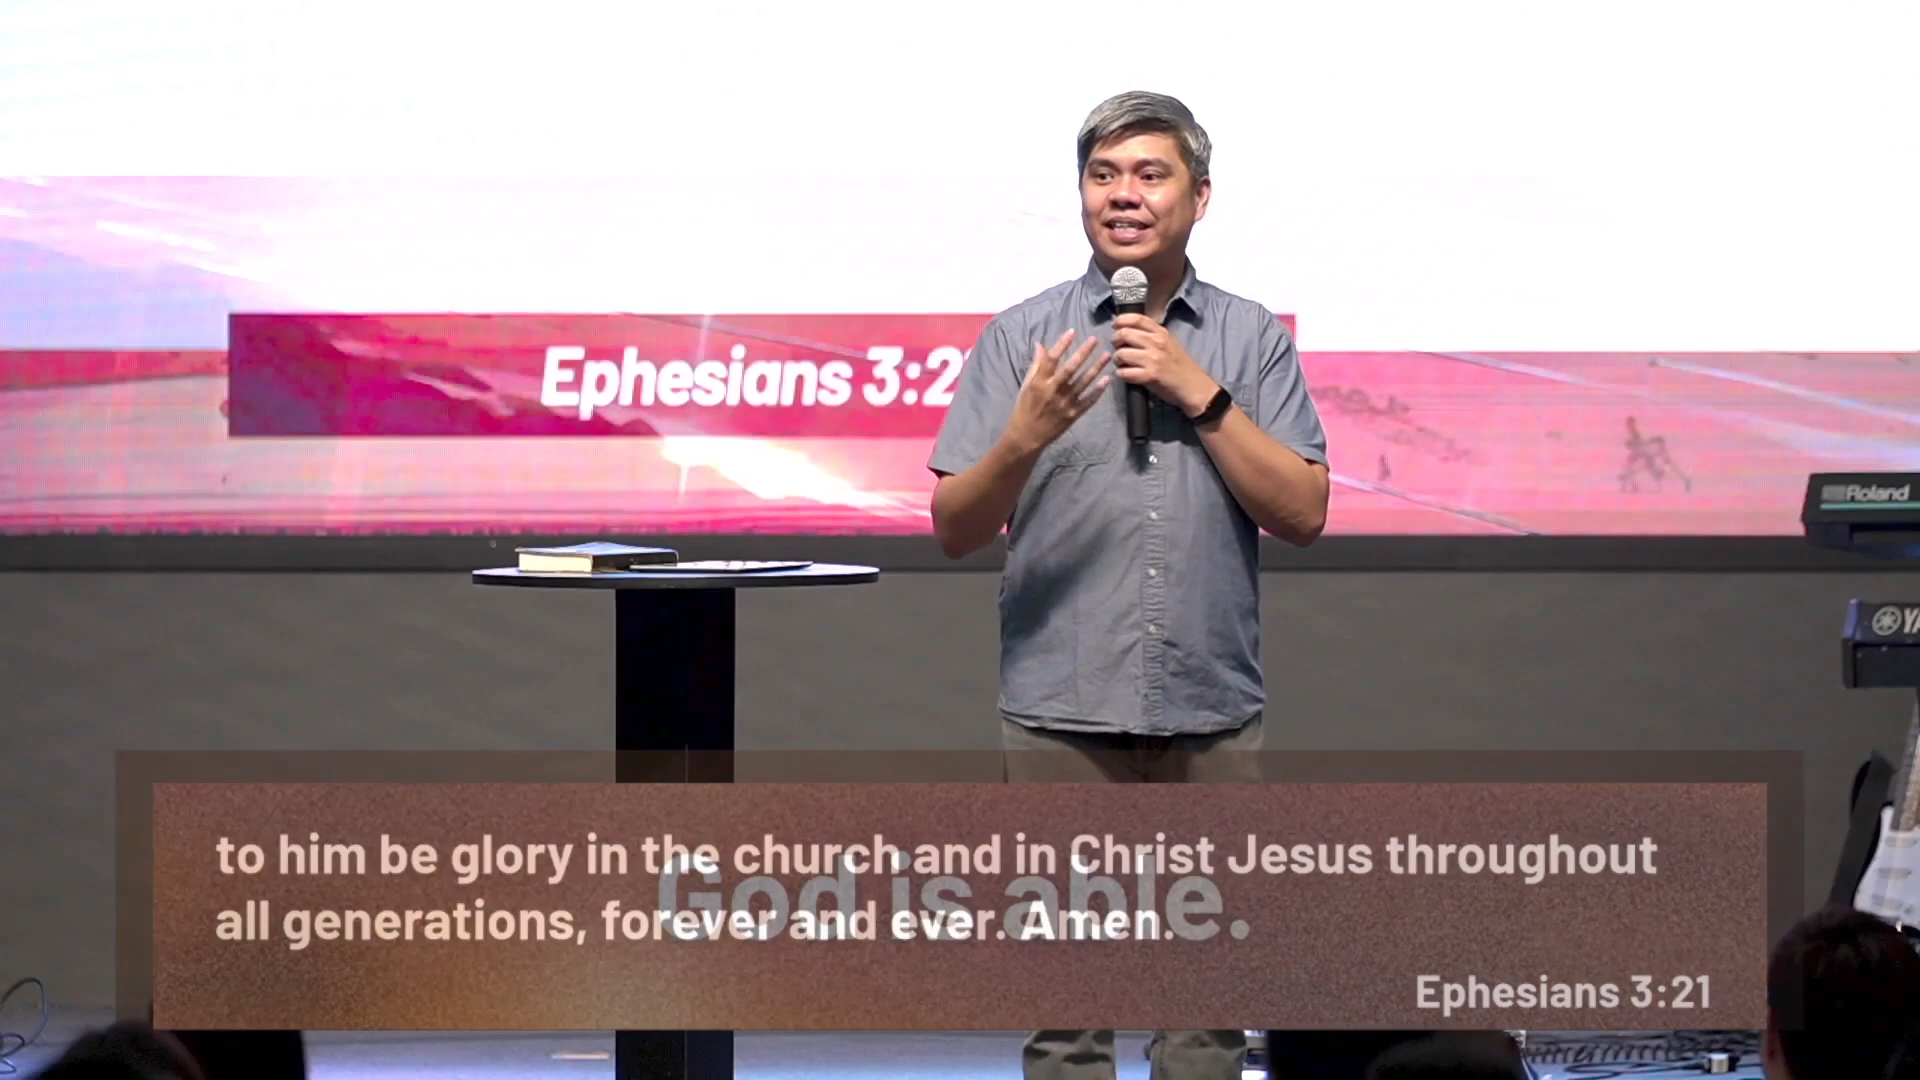 Ephesians 3:2
Roland
to him be glory in the church and in Christ Jesus throughout
all generations, forever and ever. Amen.
God is able.
Ephesians 3:21